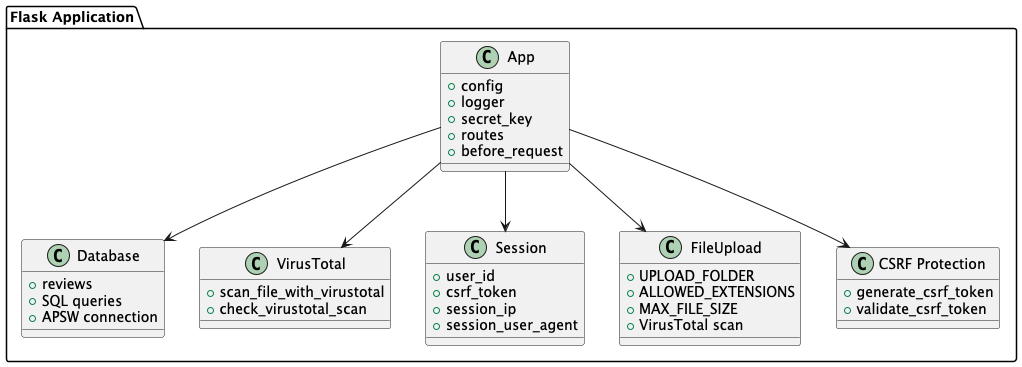 Flask Application
C App
config
logger
secret_key
routes
before_request
C Database
reviews
SQL queries
APSW connection
C VirusTotal
scan_file_with_virustotal
check_virustotal_scan
C Session
user_id
csrf_token
session_ip
session_user_agent
C FileUpload
UPLOAD_FOLDER
ALLOWED_EXTENSIONS
MAX_FILE_SIZE
VirusTotal scan
C CSRF Protection
generate_csrf_token
validate_csrf_token